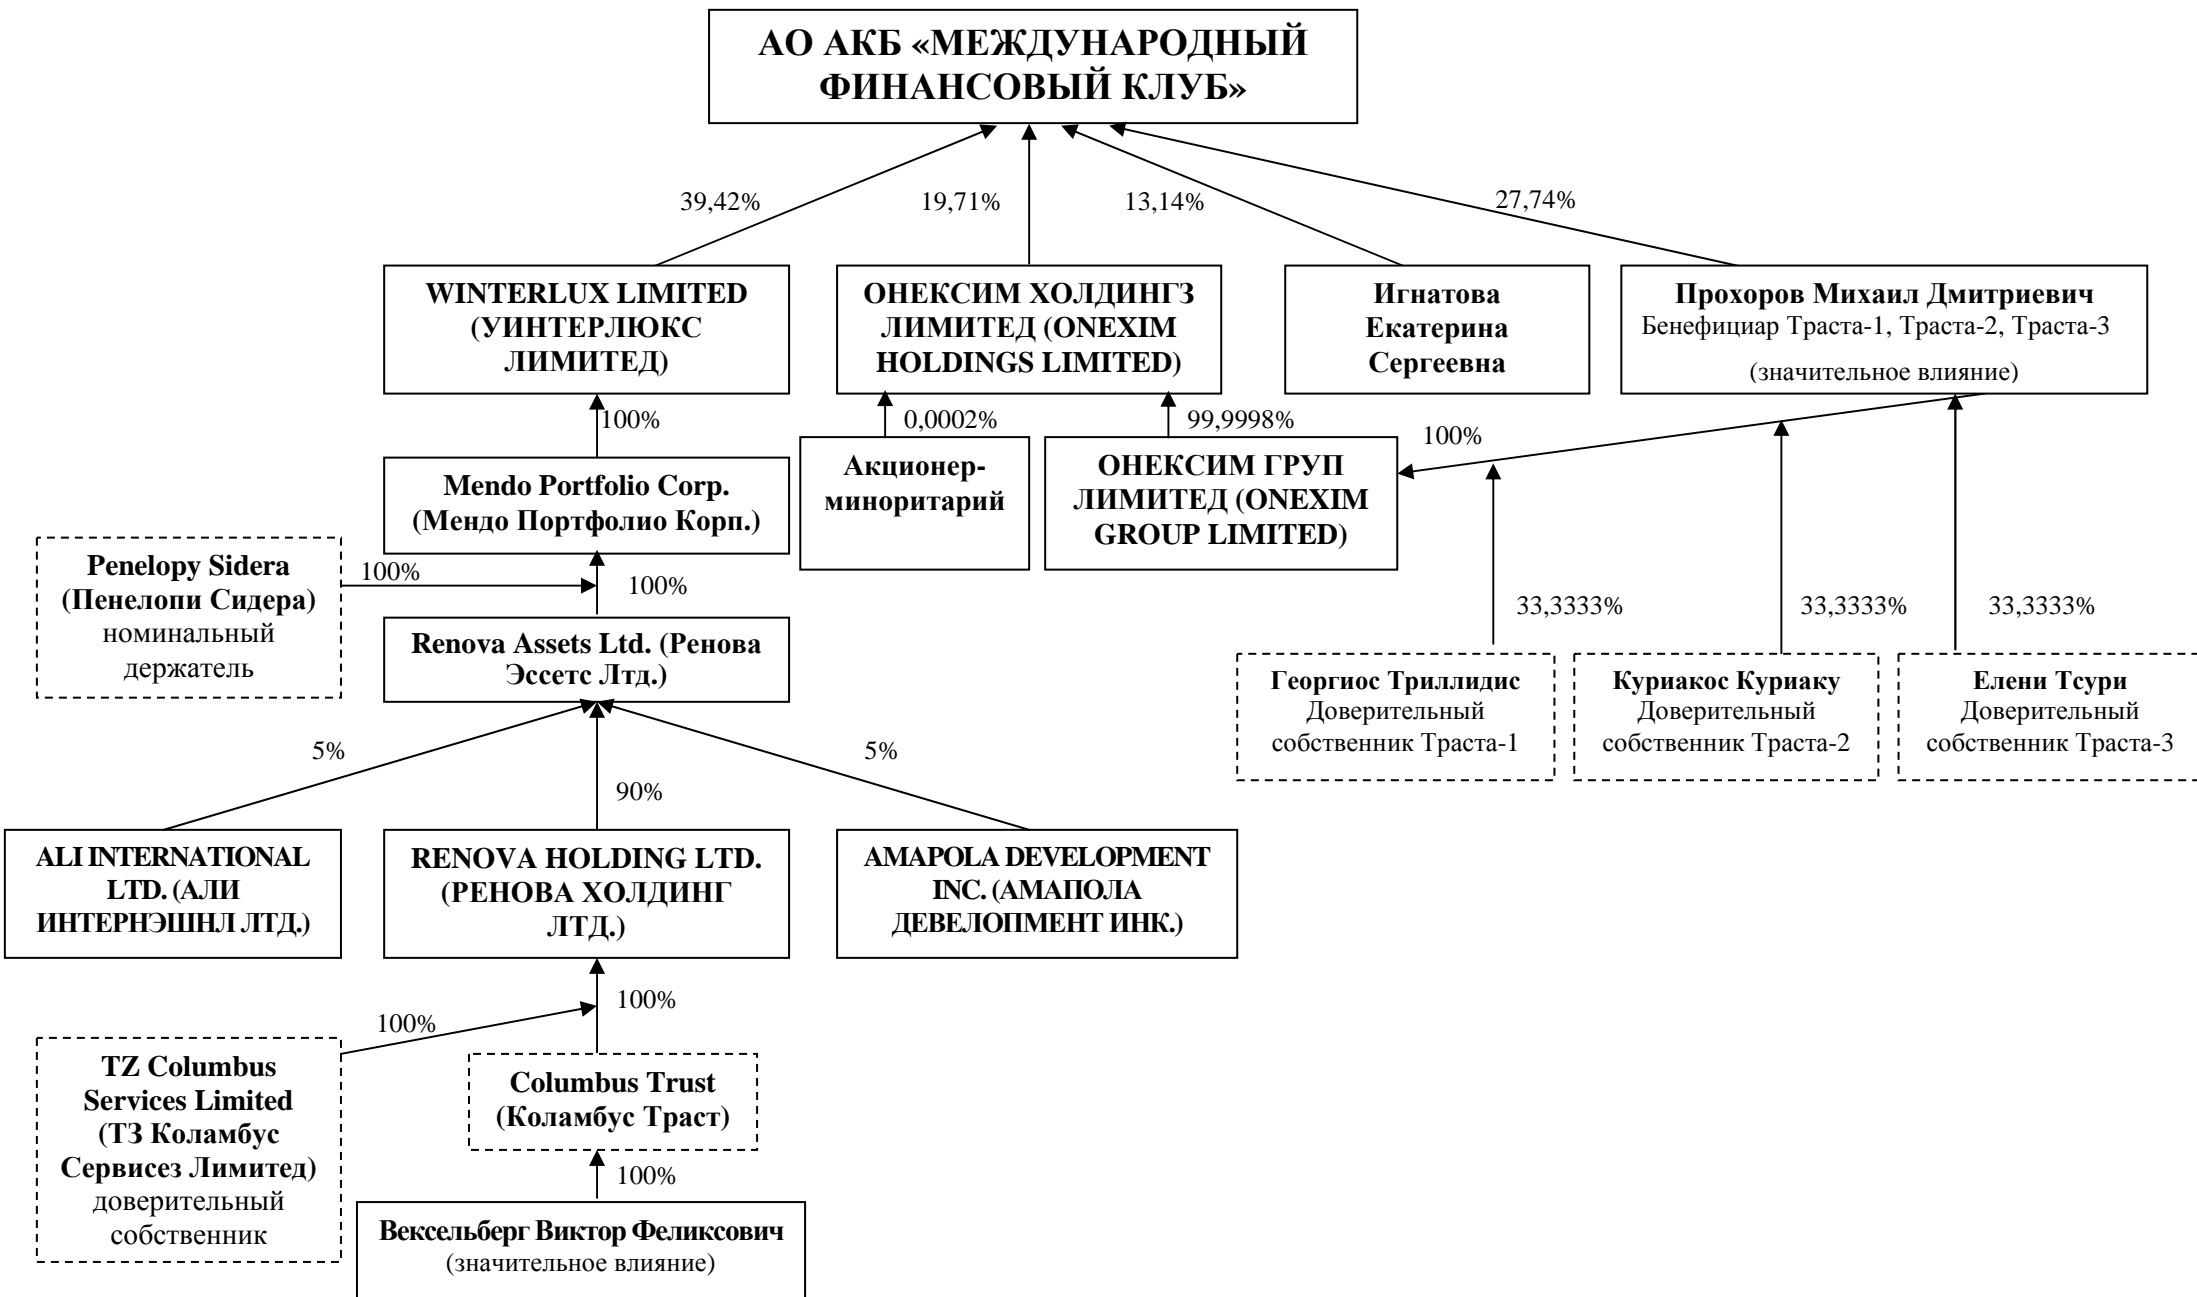 АО АКБ «МЕЖДУНАРОДНЫЙ
ФИНАНСОВЫЙ КЛУБ»
39,42%
19,71%
13,14%
27,74%
WINTERLUX LIMITED
(УИНТЕРЛЮКС
ЛИМИТЕД)
ОНЕКСИМ ХОЛДИНГЗ
ЛИМИТЕД (ONEXIM
HOLDINGS LIMITED)
Игнатова
Екатерина
Сергеевна
Прохоров Михаил Дмитриевич
Бенефициар Траста-1, Траста-2, Траста-3
(значительное влияние)
100%
0,0002%
99,9998%
100%
Mendo Portfolio Corp.
(Мендо Портфолио Корп.)
Акционер-
миноритарий
ОНЕКСИМ ГРУП
ЛИМИТЕД (ONEXIM
GROUP LIMITED)
Penelopy Sidera
(Пенелопи Сидера)
номинальный
держатель
100%
100%
33,3333%
33,3333%
33,3333%
Renova Assets Ltd. (Ренова
Эссетс Лтд.)
Георгиос Триллидис
Доверительный
собственник Траста-1
Куриакос Куриаку
Доверительный
собственник Траста-2
Елени Тсури
Доверительный
собственник Траста-3
5%
90%
5%
ALI INTERNATIONAL
LTD. (АЛИ
ИНТЕРНЭШНЛ ЛТД.)
RENOVA HOLDING LTD.
(РЕНОВА ХОЛДИНГ
ЛТД.)
AMAPOLA DEVELOPMENT
INC. (АМАПОЛА
ДЕВЕЛОПМЕНТ ИНК.)
100%
100%
TZ Columbus
Services Limited
(ТЗ Коламбус
Сервисез Лимитед)
доверительный
собственник
Columbus Trust
(Коламбус Траст)
100%
Вексельберг Виктор Феликсович
(значительное влияние)